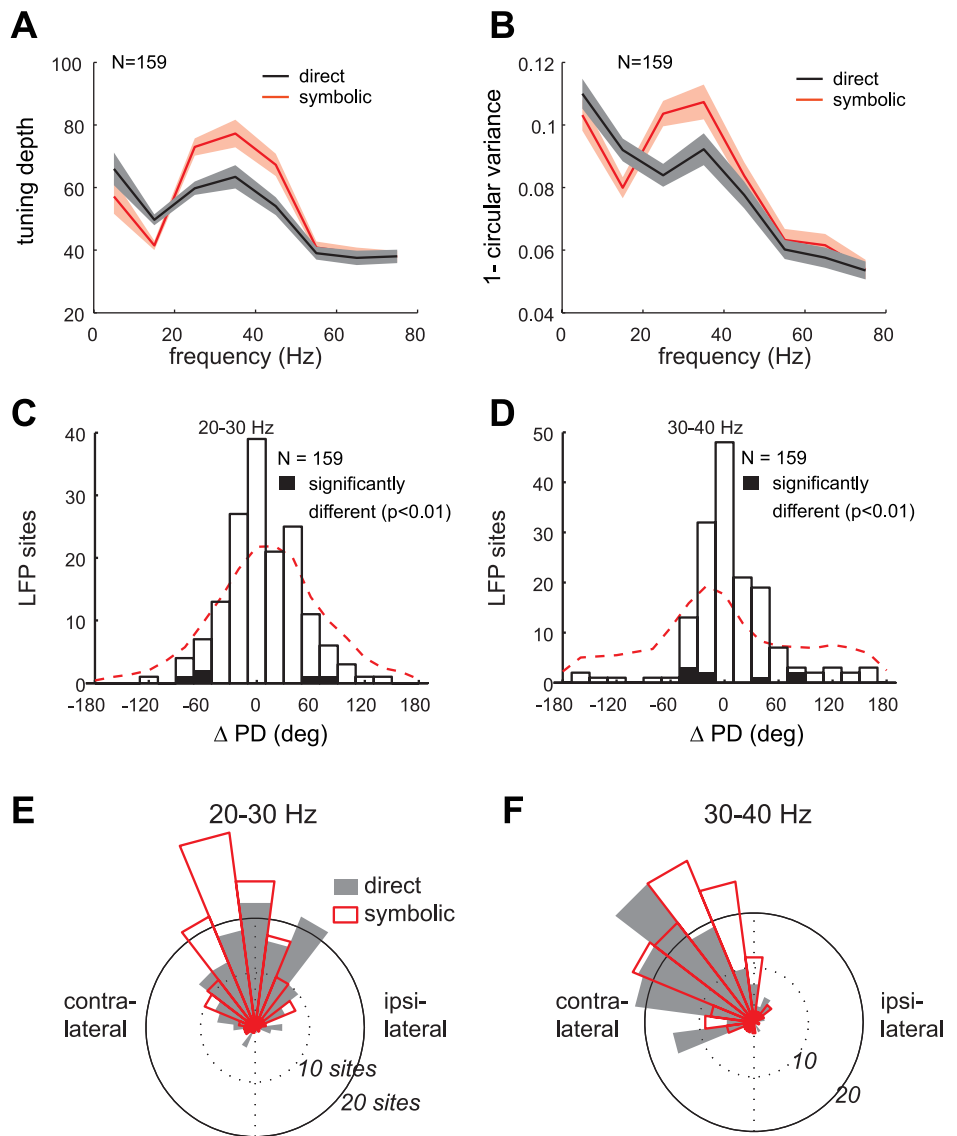 A
N=159
direct
symbolic
100
80
60
40
20
tuning depth
0 20 40 60 80
frequency (Hz)
B
N=159
direct
symbolic
0.12
0.1
0.08
0.06
0.04
1- circular variance
0 20 40 60 80
frequency (Hz)
C
20-30 Hz
N = 159
significantly
different (p<0.01)
40
30
20
10
0
LFP sites
-180 -60 0 60 120 180
Δ PD (deg)
D
30-40 Hz
N = 159
significantly
different (p<0.01)
50
40
30
20
10
0
LFP sites
-180 -120 -60 0 60 120 180
Δ PD (deg)
E
20-30 Hz
direct
symbolic
contra-
lateral
ipsi-
lateral
10 sites
20 sites
F
30-40 Hz
contra-
lateral
ipsi-
lateral
10
20